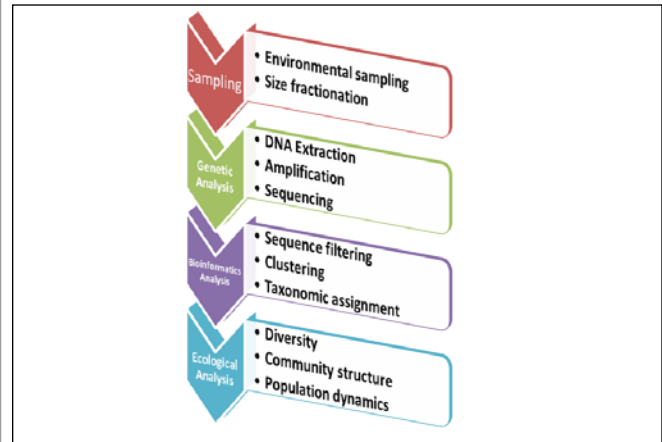 Sampling
• Environmental sampling
• Size fractionation
Genetic
Analysis
• DNA Extraction
• Amplification
• Sequencing
Bioinformatics
Analysis
• Sequence filtering
• Clustering
• Taxonomic assignment
Ecological
Analysis
• Diversity
• Community structure
• Population dynamics